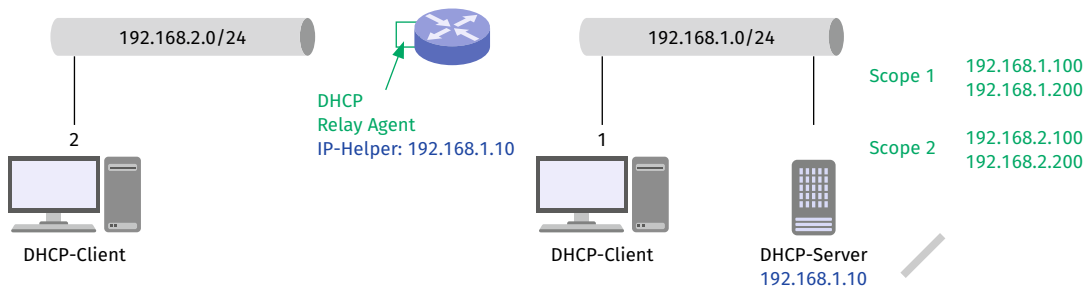 192.168.2.0/24
192.168.1.0/24
Scope 1
192.168.1.100
192.168.1.200
DHCP
Relay Agent
IP-Helper: 192.168.1.10
2
1
Scope 2
192.168.2.100
192.168.2.200
DHCP-Client
DHCP-Client
DHCP-Server
192.168.1.10